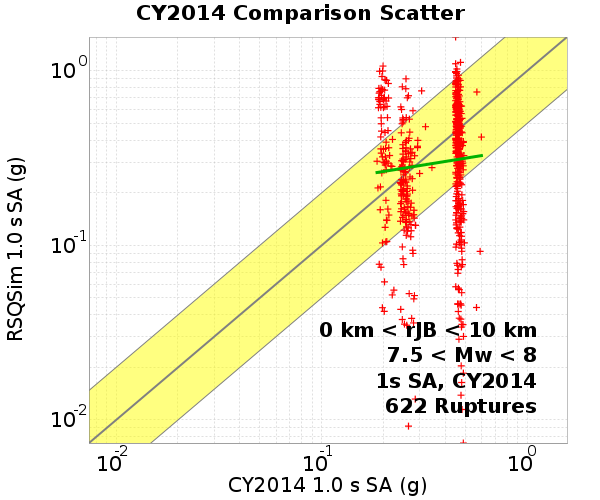 CY2014 Comparison Scatter
RSQSim 1.0 s SA (g)
10^0
10^-1
10^-2
0 km < rJB < 10 km
7.5 < Mw < 8
1s SA, CY2014
622 Ruptures
10^-2 10^-1 10^0
CY2014 1.0 s SA (g)